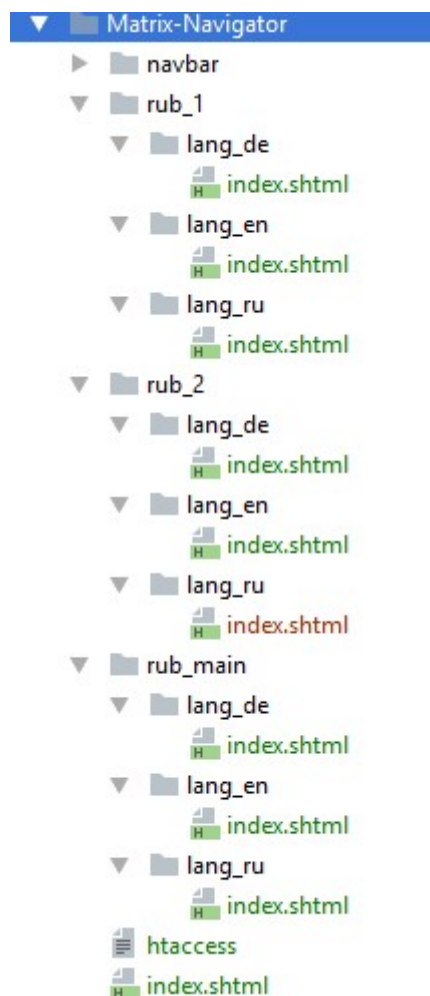 Matrix-Navigator
navbar
rub_1
lang_de
index.shtml
lang_en
index.shtml
lang_ru
index.shtml
rub_2
lang_de
index.shtml
lang_en
index.shtml
lang_ru
index.shtml
rub_main
lang_de
index.shtml
lang_en
index.shtml
lang_ru
index.shtml
htaccess
index.shtml